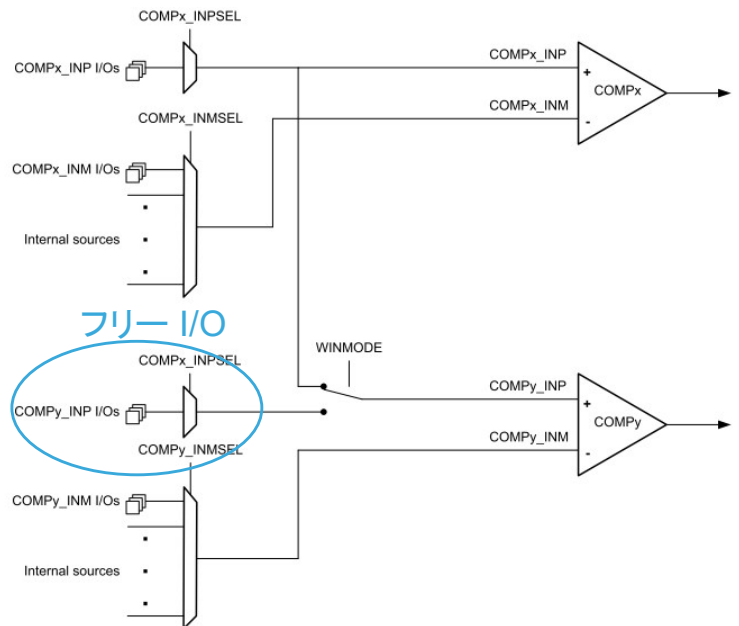 COMPx_INPSEL
COMPx_INP I/Os
COMPx_INP
+
COMPx
COMPx_INM
-
COMPx_INMSEL
COMPx_INM I/Os
Internal sources
フリー I/O
COMPx_INPSEL
WINMODE
COMPy_INP I/Os
COMPy_INP
+
COMPy
COMPy_INM
-
COMPy_INMSEL
COMPy_INM I/Os
Internal sources